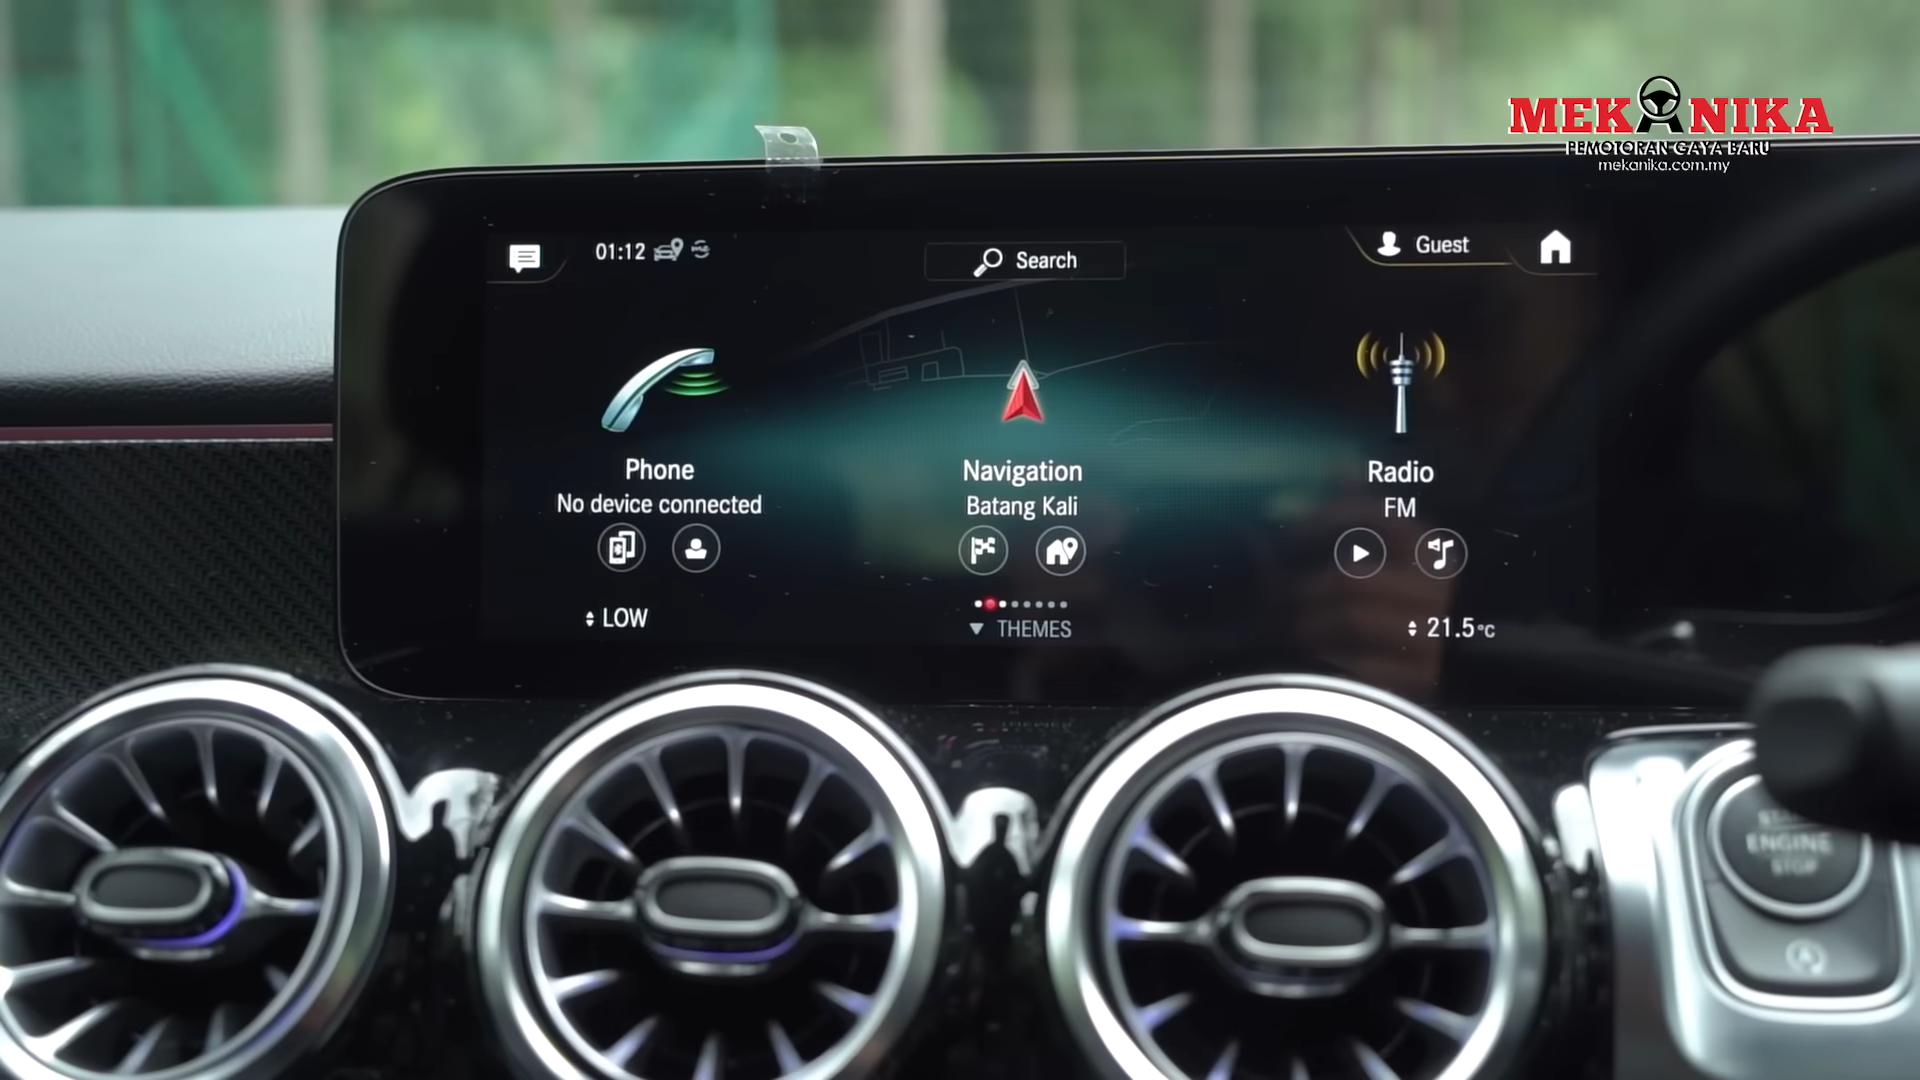 MEKANIKA
PEMOTORAN GAYA BARU
mekanika.com.my
01:12
Search
Guest
Phone
No device connected
Navigation
Batang Kali
Radio
FM
LOW
THEMES
21.5°C
ENGINE
STOP